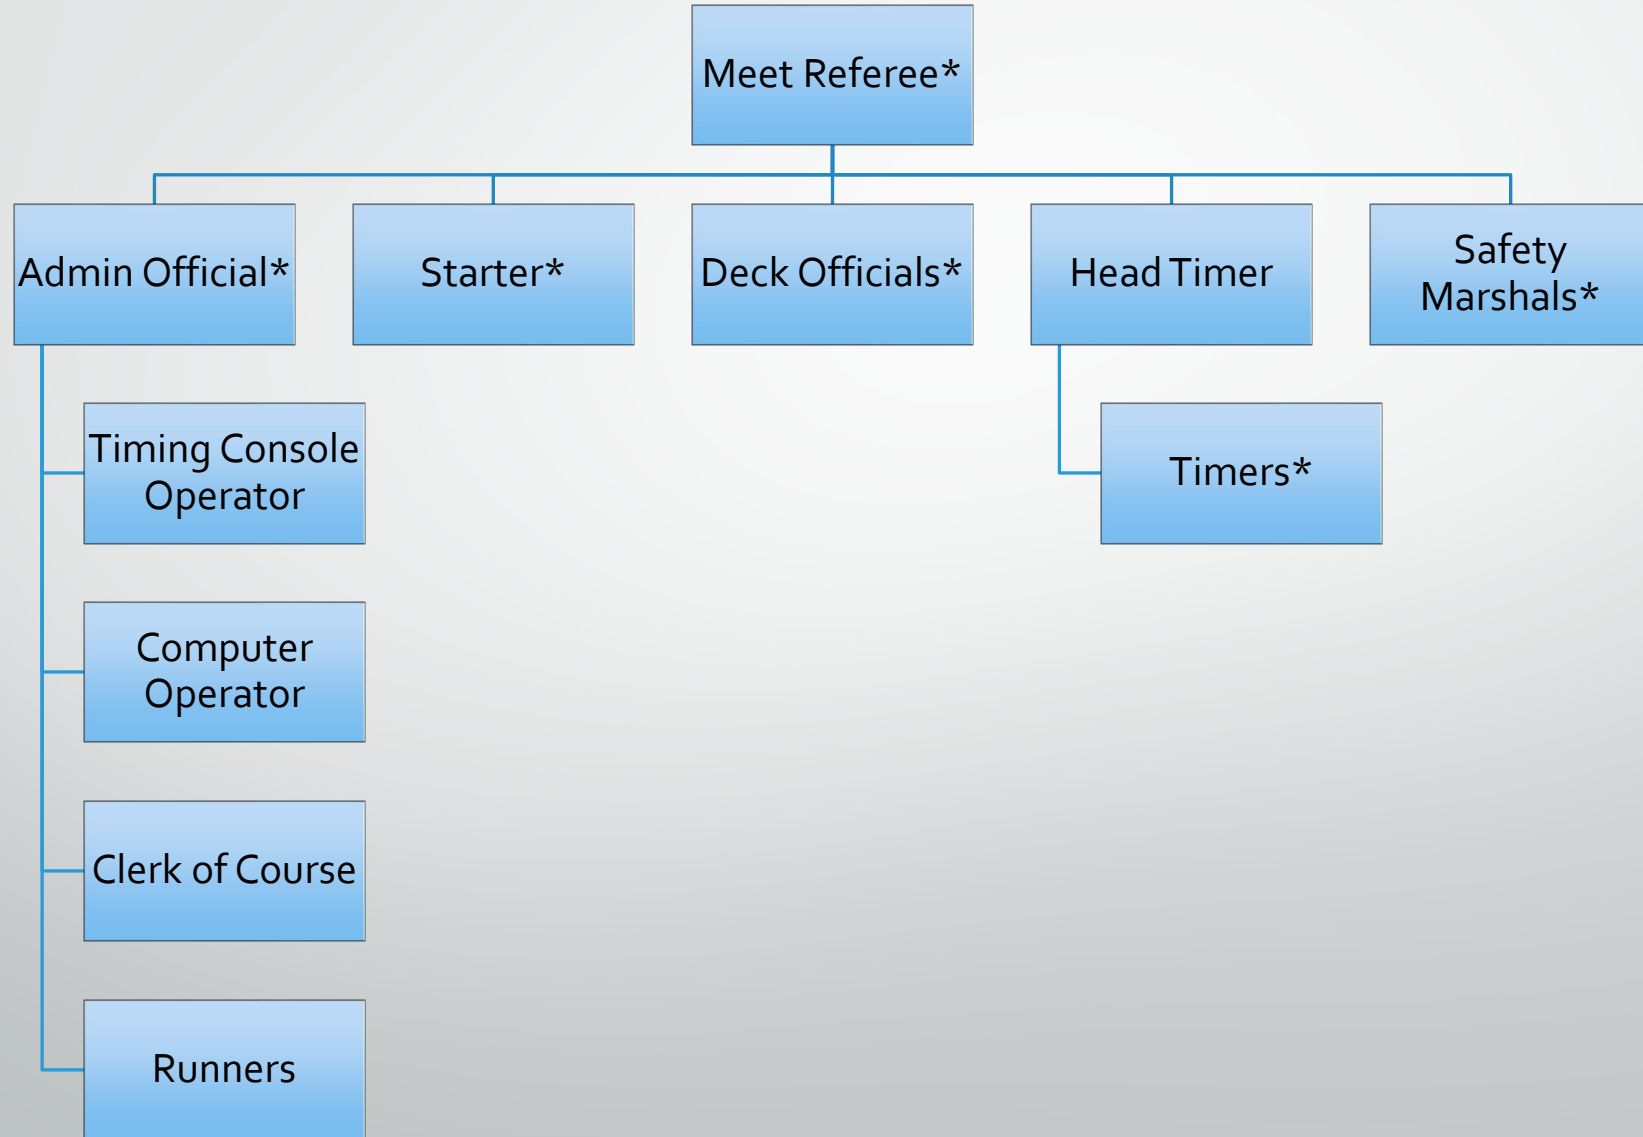 Meet Referee*
Admin Official*
Starter*
Deck Officials*
Head Timer
Safety
Marshals*
Timing Console
Operator
Timers*
Computer
Operator
Clerk of Course
Runners